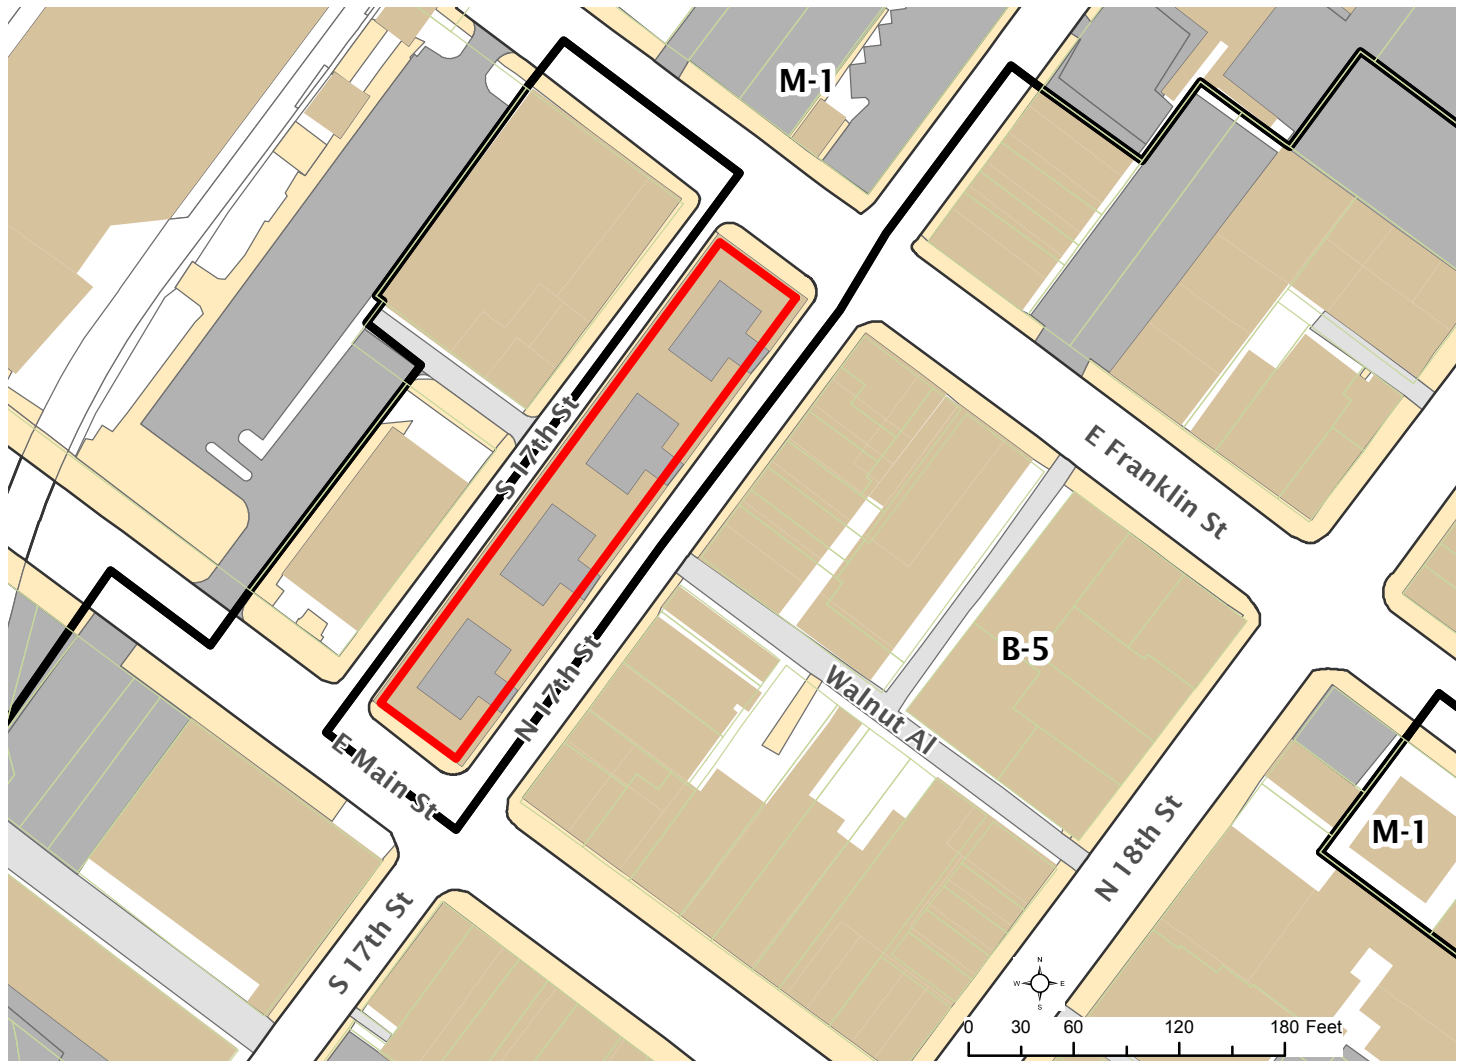 M-1
S 17th St
E Franklin St
B-5
N 17th St
Walnut Al
E Main St
N 18th St
M-1
S 17th St
N
W E
S
0 30 60 120 180 Feet